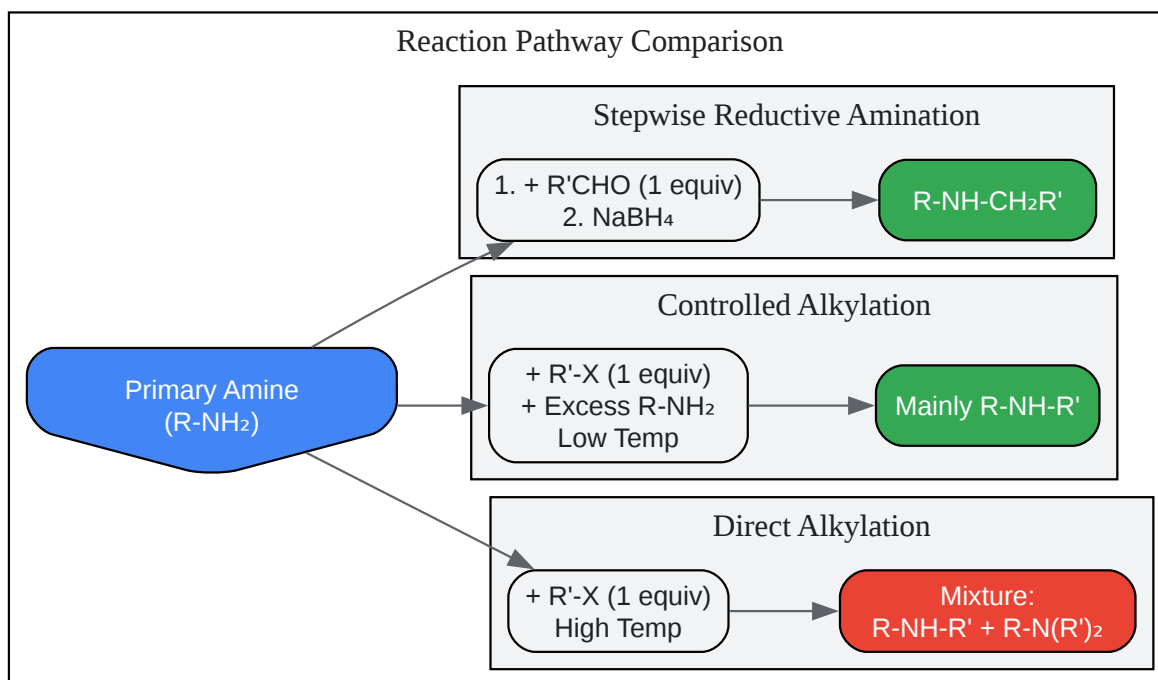 Reaction Pathway Comparison
Stepwise Reductive Amination
1. + R'CHO (1 equiv)
2. NaBH₄
R-NH-CH₂R'
Controlled Alkylation
Primary Amine
(R-NH₂)
+ R'-X (1 equiv)
+ Excess R-NH₂
Low Temp
Mainly R-NH-R'
Direct Alkylation
+ R'-X (1 equiv)
High Temp
Mixture:
R-NH-R' + R-N(R')₂